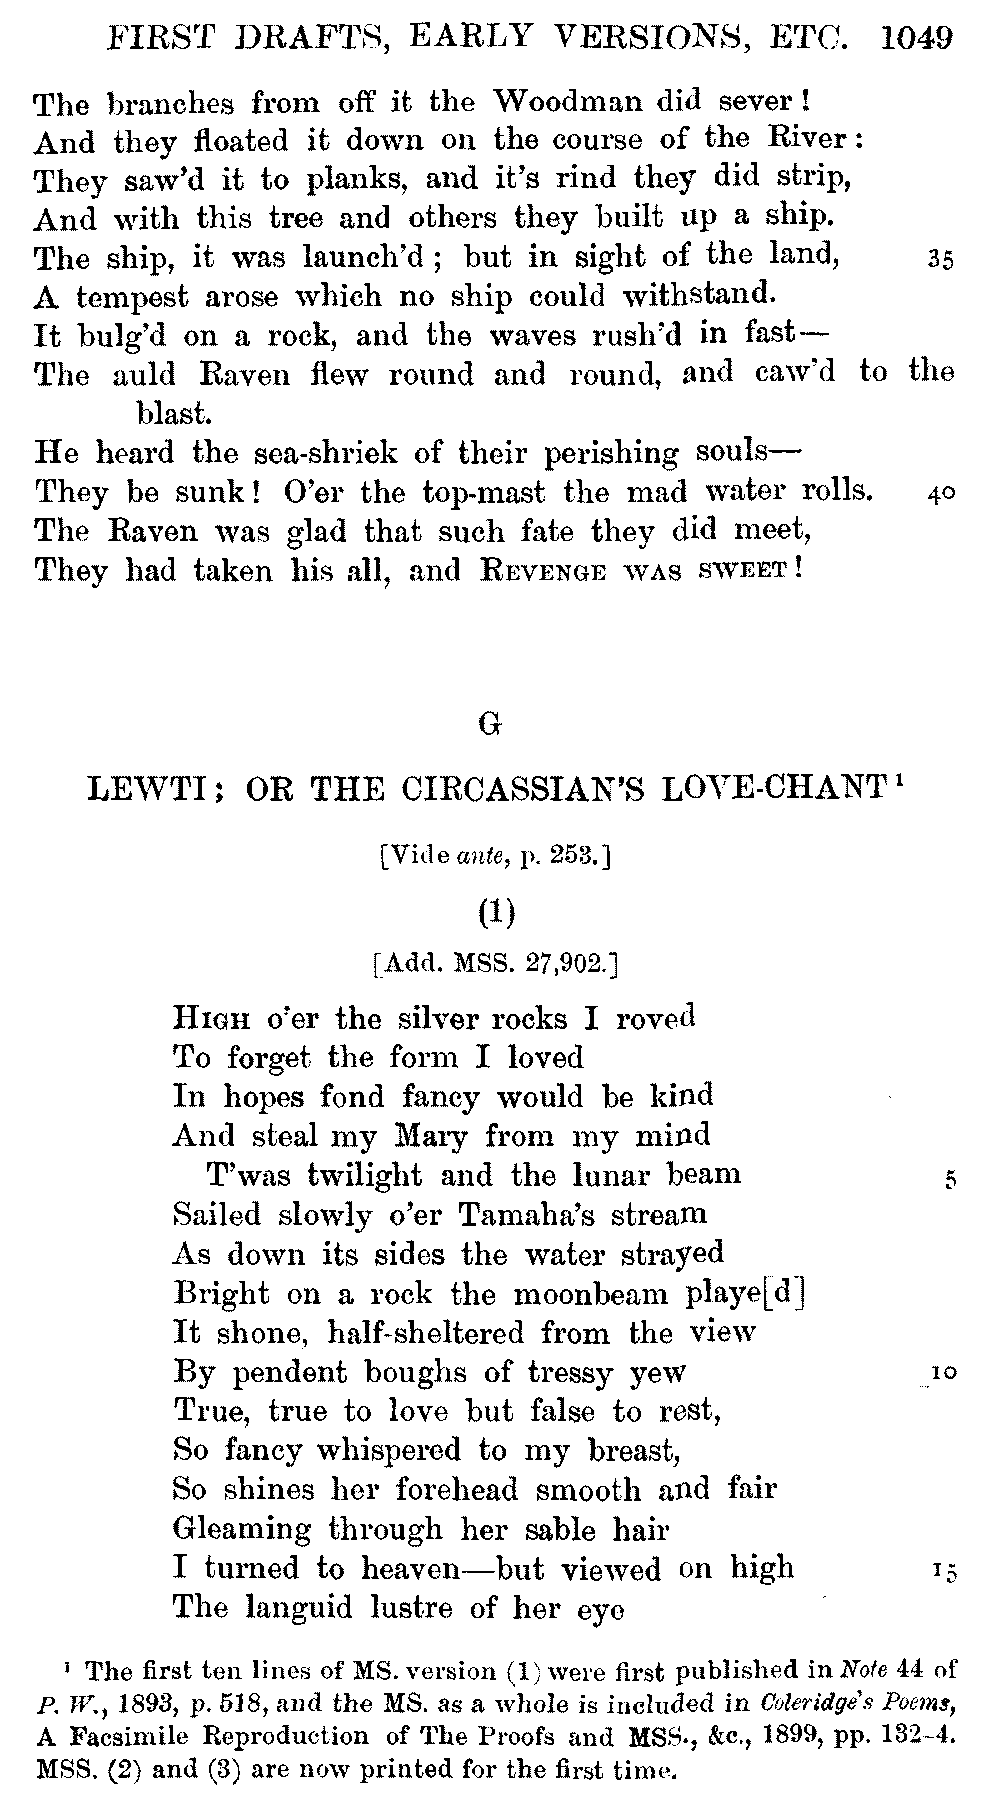 FIRST DRAFTS, EARLY VERSIONS, ETC. 1049
The branches from off it the Woodman did sever!
And they floated it down on the course of the River:
They saw'd it to planks, and it's rind they did strip,
And with this tree and others they built up a ship.
The ship, it was launch'd; but in sight of the land, 35
A tempest arose which no ship could withstand.
It bulg'd on a rock, and the waves rush'd in fast—
The auld Raven flew round and round, and caw'd to the
blast.
He heard the sea-shriek of their perishing souls—
They be sunk! O'er the top-mast the mad water rolls. 40
The Raven was glad that such fate they did meet,
They had taken his all, and REVENGE WAS SWEET!
G
LEWTI; OR THE CIRCASSIAN'S LOVE-CHANT¹
[Vide ante, p. 253.]
(1)
[Add. MSS. 27,902.]
HIGH o'er the silver rocks I roved
To forget the form I loved
In hopes fond fancy would be kind
And steal my Mary from my mind
T'was twilight and the lunar beam 5
Sailed slowly o'er Tamaha's stream
As down its sides the water strayed
Bright on a rock the moonbeam playe[d]
It shone, half-sheltered from the view
By pendent boughs of tressy yew 10
True, true to love but false to rest,
So fancy whispered to my breast,
So shines her forehead smooth and fair
Gleaming through her sable hair
I turned to heaven—but viewed on high 15
The languid lustre of her eye
¹ The first ten lines of MS. version (1) were first published in Note 44 of
P. W., 1893, p. 518, and the MS. as a whole is included in Coleridge's Poems,
A Facsimile Reproduction of The Proofs and MSS., &c., 1899, pp. 132-4.
MSS. (2) and (3) are now printed for the first time.